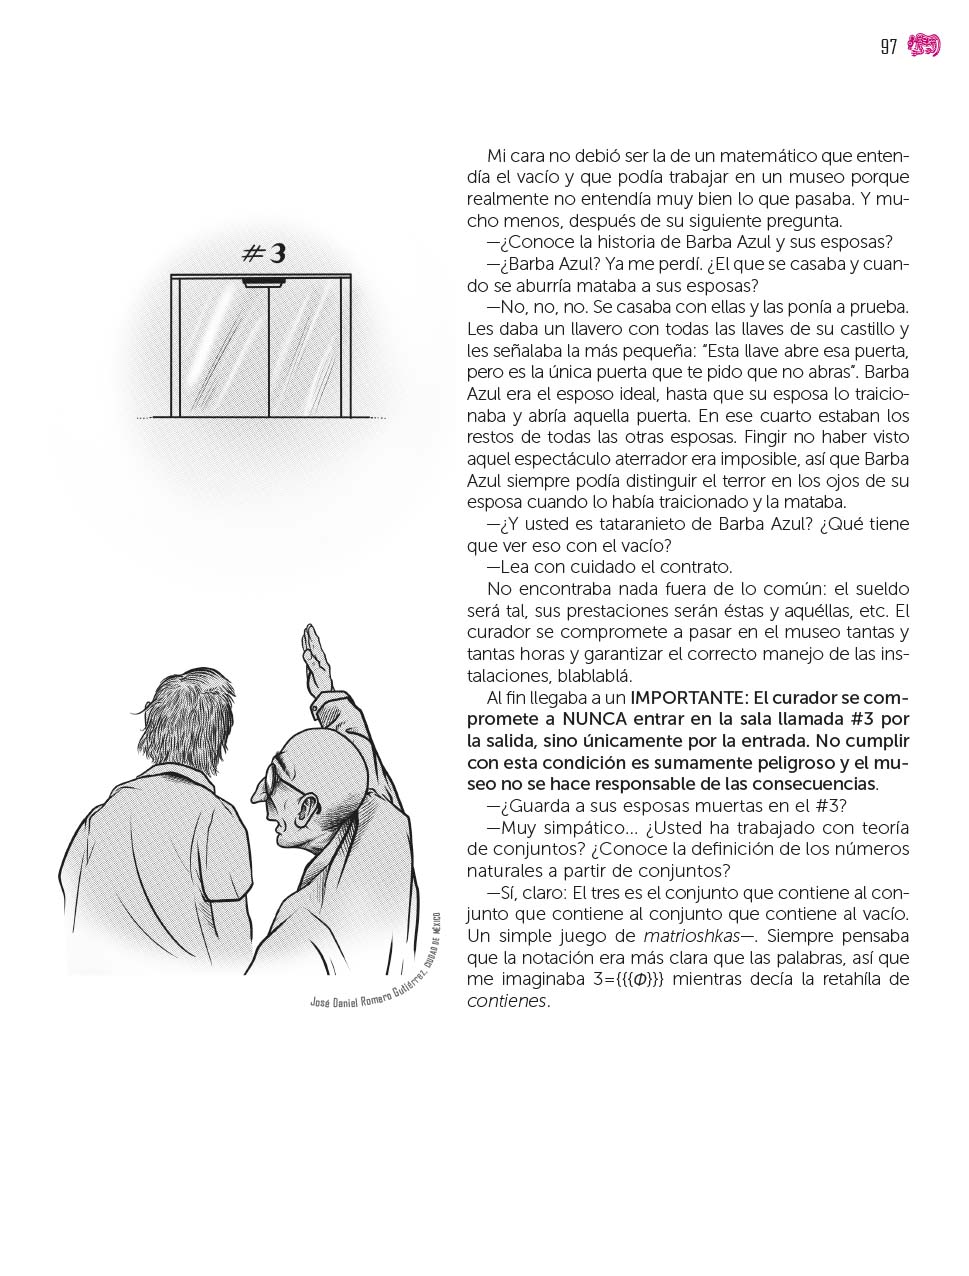 97
Mi cara no debió ser la de un matemático que enten-
día el vacío y que podía trabajar en un museo porque
realmente no entendía muy bien lo que pasaba. Y mu-
cho menos, después de su siguiente pregunta.
—¿Conoce la historia de Barba Azul y sus esposas?
—¿Barba Azul? Ya me perdí. ¿El que se casaba y cuan-
do se aburría mataba a sus esposas?
—No, no, no. Se casaba con ellas y las ponía a prueba.
Les daba un llavero con todas las llaves de su castillo y
les señalaba la más pequeña: “Esta llave abre esa puerta,
pero es la única puerta que te pido que no abras”. Barba
Azul era el esposo ideal, hasta que su esposa lo traicio-
naba y abría aquella puerta. En ese cuarto estaban los
restos de todas las otras esposas. Fingir no haber visto
aquel espectáculo aterrador era imposible, así que Barba
Azul siempre podía distinguir el terror en los ojos de su
esposa cuando lo había traicionado y la mataba.
—¿Y usted es tataranieto de Barba Azul? ¿Qué tiene
que ver eso con el vacío?
—Lea con cuidado el contrato.
No encontraba nada fuera de lo común: el sueldo
será tal, sus prestaciones serán éstas y aquéllas, etc. El
curador se compromete a pasar en el museo tantas y
tantas horas y garantizar el correcto manejo de las ins-
talaciones, blablablá.
Al fin llegaba a un IMPORTANTE: El curador se com-
promete a NUNCA entrar en la sala llamada #3 por
la salida, sino únicamente por la entrada. No cumplir
con esta condición es sumamente peligroso y el mu-
seo no se hace responsable de las consecuencias.
—¿Guarda a sus esposas muertas en el #3?
—Muy simpático... ¿Usted ha trabajado con teoría
de conjuntos? ¿Conoce la definición de los números
naturales a partir de conjuntos?
—Sí, claro: El tres es el conjunto que contiene al con-
junto que contiene al conjunto que contiene al vacío.
Un simple juego de matrioshkas—. Siempre pensaba
que la notación era más clara que las palabras, así que
me imaginaba 3={{{Φ}}} mientras decía la retahíla de
contienes.
#3
José Daniel Romero Gutiérrez, CIUDAD DE MÉXICO